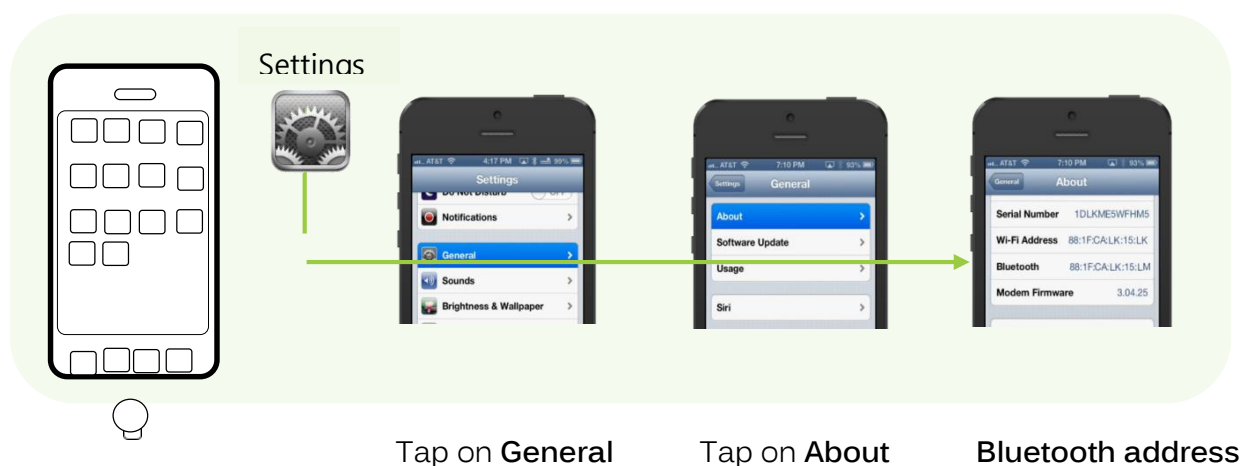 Settings
AT&T 4:17 PM 99%
Settings
Do Not Disturb OFF
Notifications
General
Sounds
Brightness & Wallpaper
AT&T 7:10 PM 93%
Settings General
About
Software Update
Usage
Siri
AT&T 7:10 PM 93%
General About
Serial Number 1DLKME5WFHM5
Wi-Fi Address 88:1F:CA:LK:15:LK
Bluetooth 88:1F:CA:LK:15:LM
Modem Firmware 3.04.25
Tap on General
Tap on About
Bluetooth address